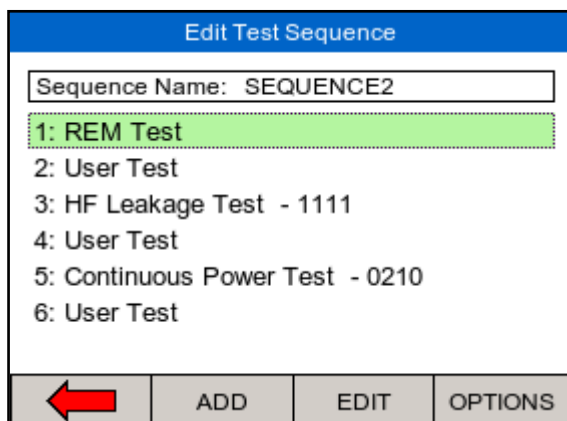 Edit Test Sequence
Sequence Name: SEQUENCE2
1: REM Test
2: User Test
3: HF Leakage Test - 1111
4: User Test
5: Continuous Power Test - 0210
6: User Test
ADD EDIT OPTIONS